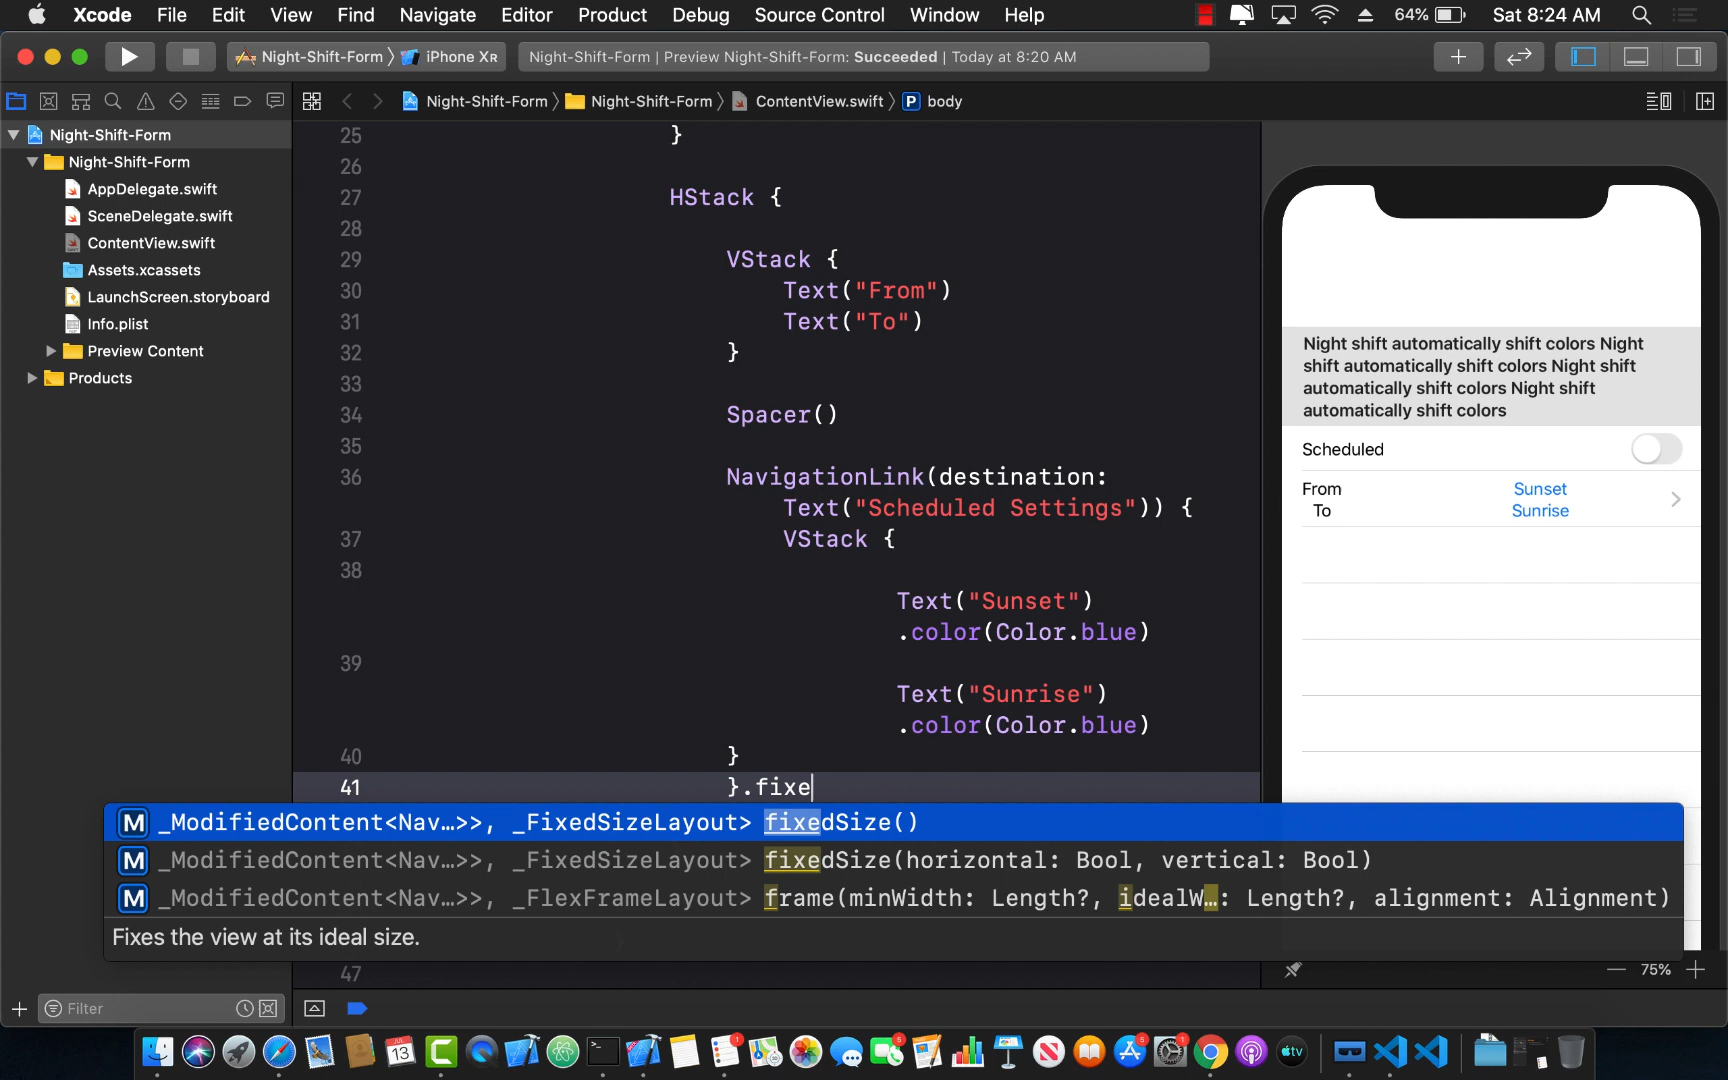 Xcode File Edit View Find Navigate Editor Product Debug Source Control Window Help 64% Sat 8:24 AM
Night-Shift-Form iPhone XR Night-Shift-Form | Preview Night-Shift-Form: Succeeded | Today at 8:20 AM
Night-Shift-Form Night-Shift-Form ContentView.swift P body
Night-Shift-Form
Night-Shift-Form
AppDelegate.swift
SceneDelegate.swift
ContentView.swift
Assets.xcassets
LaunchScreen.storyboard
Info.plist
Preview Content
Products
25 }
26
27 HStack {
28
29 VStack {
30 Text("From")
31 Text("To")
32 }
33
34 Spacer()
35
36 NavigationLink(destination:
Text("Scheduled Settings")) {
37 VStack {
38
Text("Sunset")
.color(Color.blue)
39
Text("Sunrise")
.color(Color.blue)
40 }
41 }.fixe
M _ModifiedContent<Nav…>>, _FixedSizeLayout> fixedSize()
M _ModifiedContent<Nav…>>, _FixedSizeLayout> fixedSize(horizontal: Bool, vertical: Bool)
M _ModifiedContent<Nav…>>, _FlexFrameLayout> frame(minWidth: Length?, idealW…: Length?, alignment: Alignment)
Fixes the view at its ideal size.
47
Night shift automatically shift colors Night
shift automatically shift colors Night shift
automatically shift colors Night shift
automatically shift colors
Scheduled
From Sunset
To Sunrise
75%
Filter
13
tv